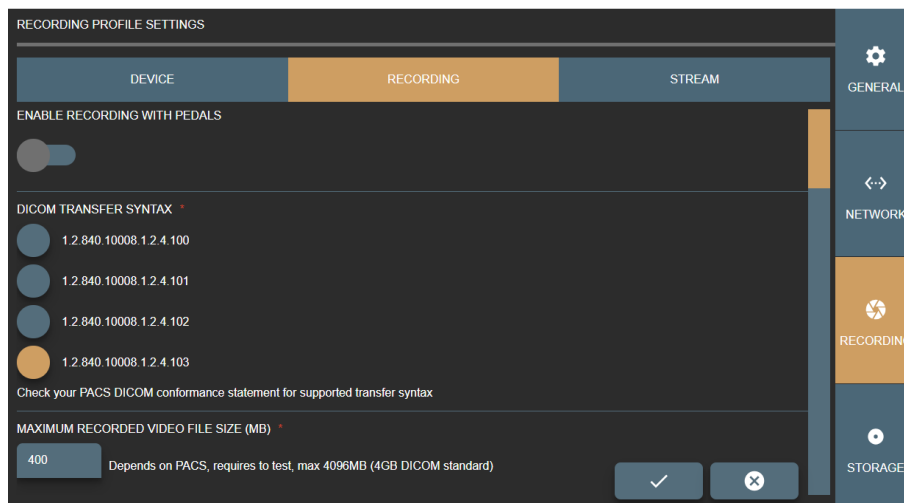 RECORDING PROFILE SETTINGS
DEVICE
RECORDING
STREAM
ENABLE RECORDING WITH PEDALS
DICOM TRANSFER SYNTAX *
1.2.840.10008.1.2.4.100
1.2.840.10008.1.2.4.101
1.2.840.10008.1.2.4.102
1.2.840.10008.1.2.4.103
Check your PACS DICOM conformance statement for supported transfer syntax
MAXIMUM RECORDED VIDEO FILE SIZE (MB) *
400
Depends on PACS, requires to test, max 4096MB (4GB DICOM standard)
GENERAL
NETWORK
RECORDING
STORAGE